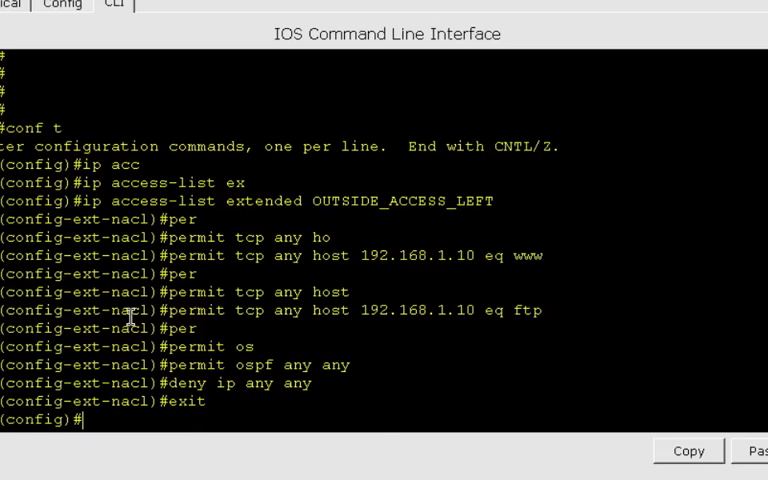 Config CLI
IOS Command Line Interface
#
#
#
#
#conf t
ter configuration commands, one per line.  End with CNTL/Z.
(config)#ip acc
(config)#ip access-list ex
(config)#ip access-list extended OUTSIDE_ACCESS_LEFT
(config-ext-nacl)#per
(config-ext-nacl)#permit tcp any ho
(config-ext-nacl)#permit tcp any host 192.168.1.10 eq www
(config-ext-nacl)#per
(config-ext-nacl)#permit tcp any host
(config-ext-nacl)#permit tcp any host 192.168.1.10 eq ftp
(config-ext-nacl)#per
(config-ext-nacl)#permit os
(config-ext-nacl)#permit ospf any any
(config-ext-nacl)#deny ip any any
(config-ext-nacl)#exit
(config)#
Copy Pas